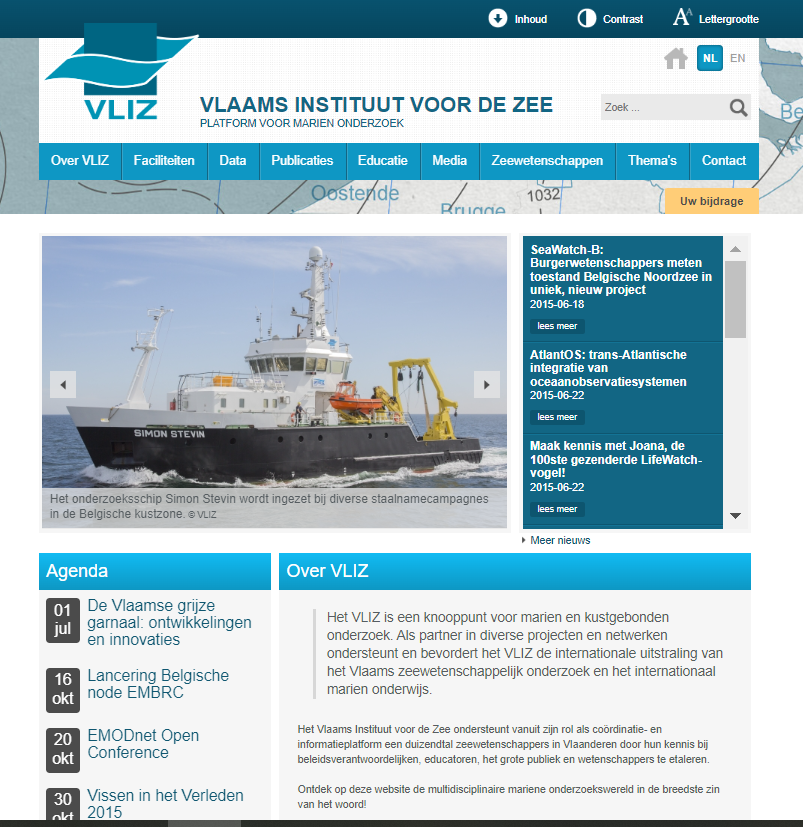 Inhoud
Contrast
Lettergrootte
NL
EN
VLIZ
VLAAMS INSTITUUT VOOR DE ZEE
PLATFORM VOOR MARIEN ONDERZOEK
Zoek ...
Over VLIZ
Faciliteiten
Data
Publicaties
Educatie
Media
Zeewetenschappen
Thema's
Contact
Oostende
Brugge
1032
Be
Uw bijdrage
SIMON STEVIN
Het onderzoeksschip Simon Stevin wordt ingezet bij diverse staalnamecampagnes
in de Belgische kustzone. © VLIZ
SeaWatch-B:
Burgerwetenschappers meten
toestand Belgische Noordzee in
uniek, nieuw project
2015-06-18
lees meer
AtlantOS: trans-Atlantische
integratie van
oceaanobservatiesystemen
2015-06-22
lees meer
Maak kennis met Joana, de
100ste gezenderde LifeWatch-
vogel!
2015-06-22
lees meer
Meer nieuws
Agenda
01
jul
De Vlaamse grijze
garnaal: ontwikkelingen
en innovaties
16
okt
Lancering Belgische
node EMBRC
20
okt
EMODnet Open
Conference
30
okt
Vissen in het Verleden
2015
Over VLIZ
Het VLIZ is een knooppunt voor marien en kustgebonden
onderzoek. Als partner in diverse projecten en netwerken
ondersteunt en bevordert het VLIZ de internationale uitstraling van
het Vlaams zeewetenschappelijk onderzoek en het internationaal
marien onderwijs.
Het Vlaams Instituut voor de Zee ondersteunt vanuit zijn rol als coördinatie- en
informatieplatform een duizendtal zeewetenschappers in Vlaanderen door hun kennis bij
beleidsverantwoordelijken, educatoren, het grote publiek en wetenschappers te etaleren.
Ontdek op deze website de multidisciplinaire mariene onderzoekswereld in de breedste zin
van het woord!